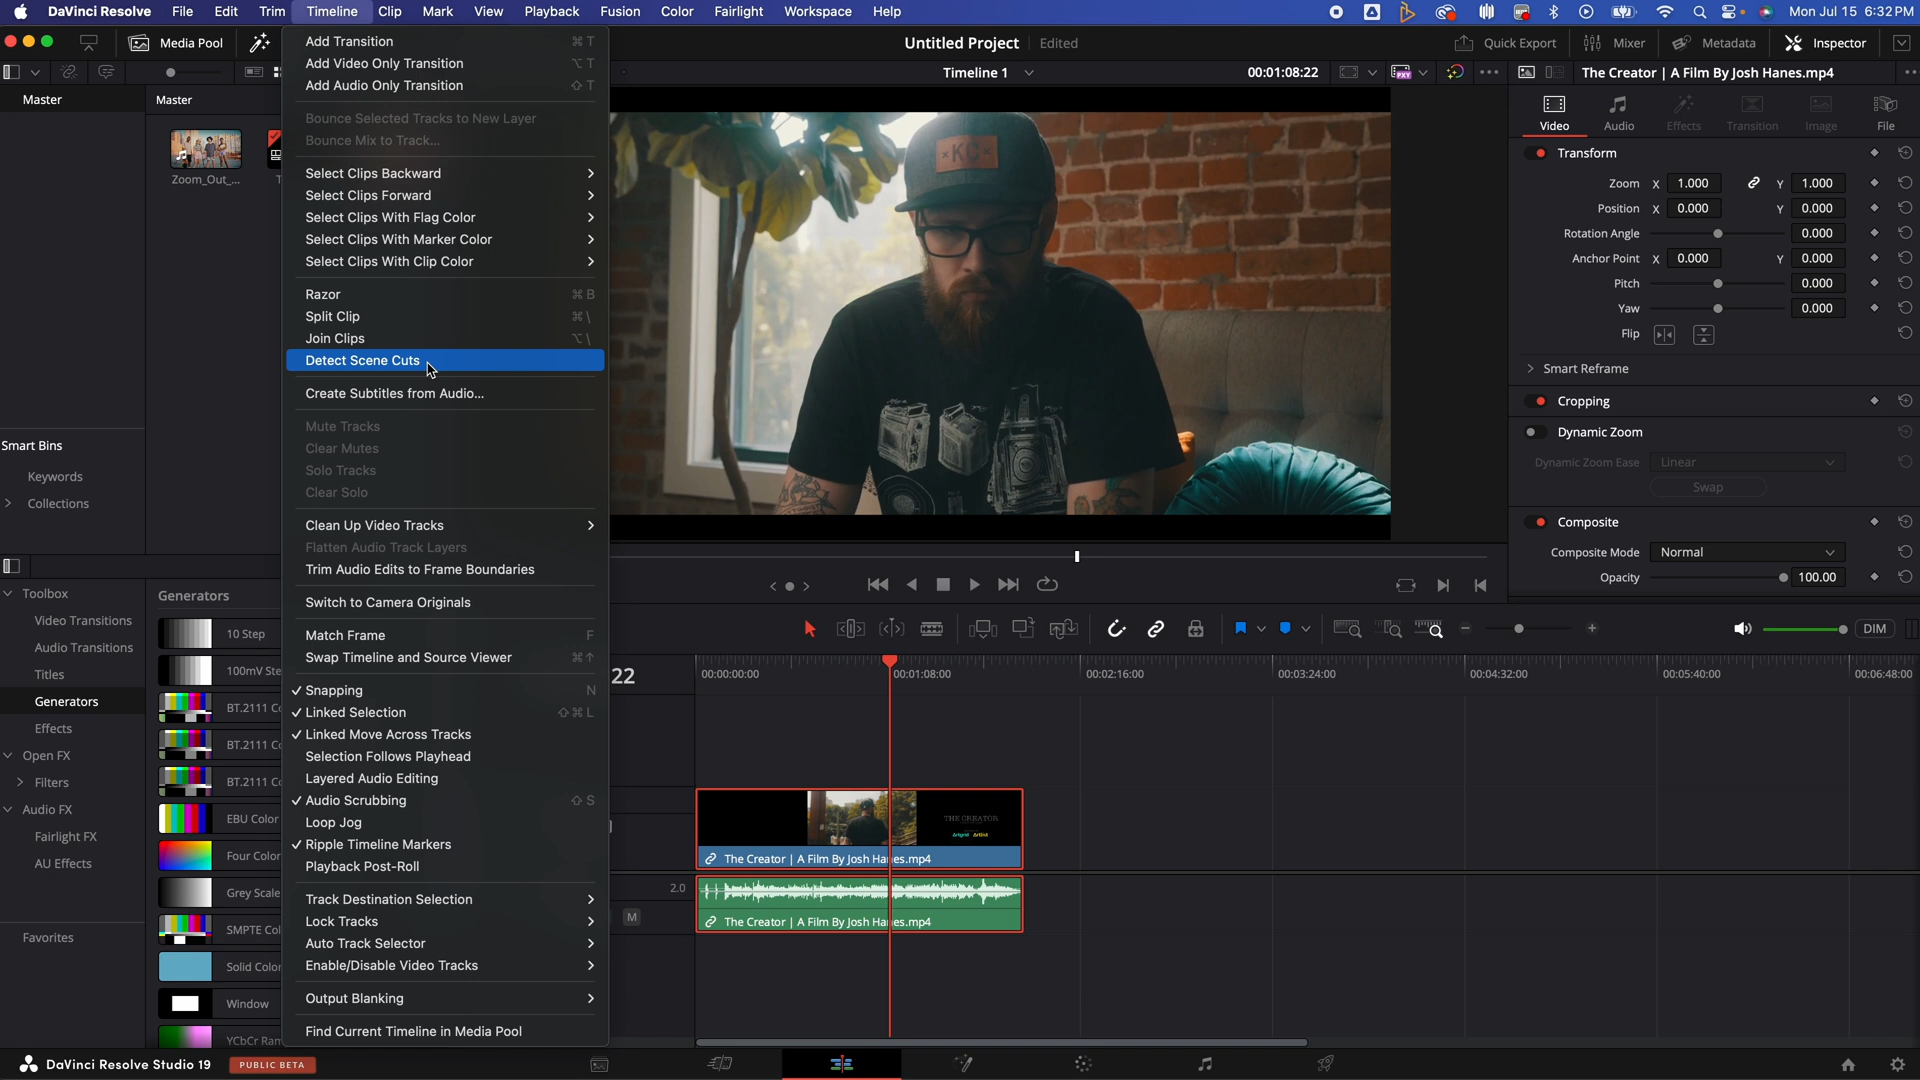 DaVinci Resolve File Edit Trim Timeline Clip Mark View Playback Fusion Color Fairlight Workspace Help Mon Jul 15 6:32 PM
Media Pool
Untitled Project Edited
Quick Export Mixer Metadata Inspector
Timeline 1
00:01:08:22
The Creator | A Film By Josh Hanes.mp4
Master
Master
Zoom_Out_...
Smart Bins
Keywords
Collections
Add Transition ⌘ T
Add Video Only Transition ⌥ T
Add Audio Only Transition ⇧ T
Bounce Selected Tracks to New Layer
Bounce Mix to Track...
Select Clips Backward
Select Clips Forward
Select Clips With Flag Color
Select Clips With Marker Color
Select Clips With Clip Color
Razor ⌘ B
Split Clip ⌘ \
Join Clips ⌥ \
Detect Scene Cuts
Create Subtitles from Audio...
Mute Tracks
Clear Mutes
Solo Tracks
Clear Solo
Clean Up Video Tracks
Flatten Audio Track Layers
Trim Audio Edits to Frame Boundaries
Switch to Camera Originals
Match Frame F
Swap Timeline and Source Viewer ⌘ ↑
✓ Snapping N
✓ Linked Selection ⇧ ⌘ L
✓ Linked Move Across Tracks
Selection Follows Playhead
Layered Audio Editing
✓ Audio Scrubbing ⇧ S
Loop Jog
✓ Ripple Timeline Markers
Playback Post-Roll
Track Destination Selection
Lock Tracks
Auto Track Selector
Enable/Disable Video Tracks
Output Blanking
Find Current Timeline in Media Pool
KC
Video Audio Effects Transition Image File
Transform
Zoom X 1.000 Y 1.000
Position X 0.000 Y 0.000
Rotation Angle 0.000
Anchor Point X 0.000 Y 0.000
Pitch 0.000
Yaw 0.000
Flip
Smart Reframe
Cropping
Dynamic Zoom
Dynamic Zoom Ease Linear
Swap
Composite
Composite Mode Normal
Opacity 100.00
Toolbox
Video Transitions
Audio Transitions
Titles
Generators
Effects
Open FX
Filters
Audio FX
Fairlight FX
AU Effects
Favorites
Generators
10 Step
100mV Ste
BT.2111 Co
BT.2111 Co
BT.2111 Co
EBU Color
Four Color
Grey Scale
SMPTE Col
Solid Color
Window
YCbCr Ram
DIM
22
00:00:00:00 00:01:08:00 00:02:16:00 00:03:24:00 00:04:32:00 00:05:40:00 00:06:48:00
THE CREATOR
Artgrid Artlist
The Creator | A Film By Josh Hanes.mp4
2.0
M
The Creator | A Film By Josh Hanes.mp4
DaVinci Resolve Studio 19 PUBLIC BETA